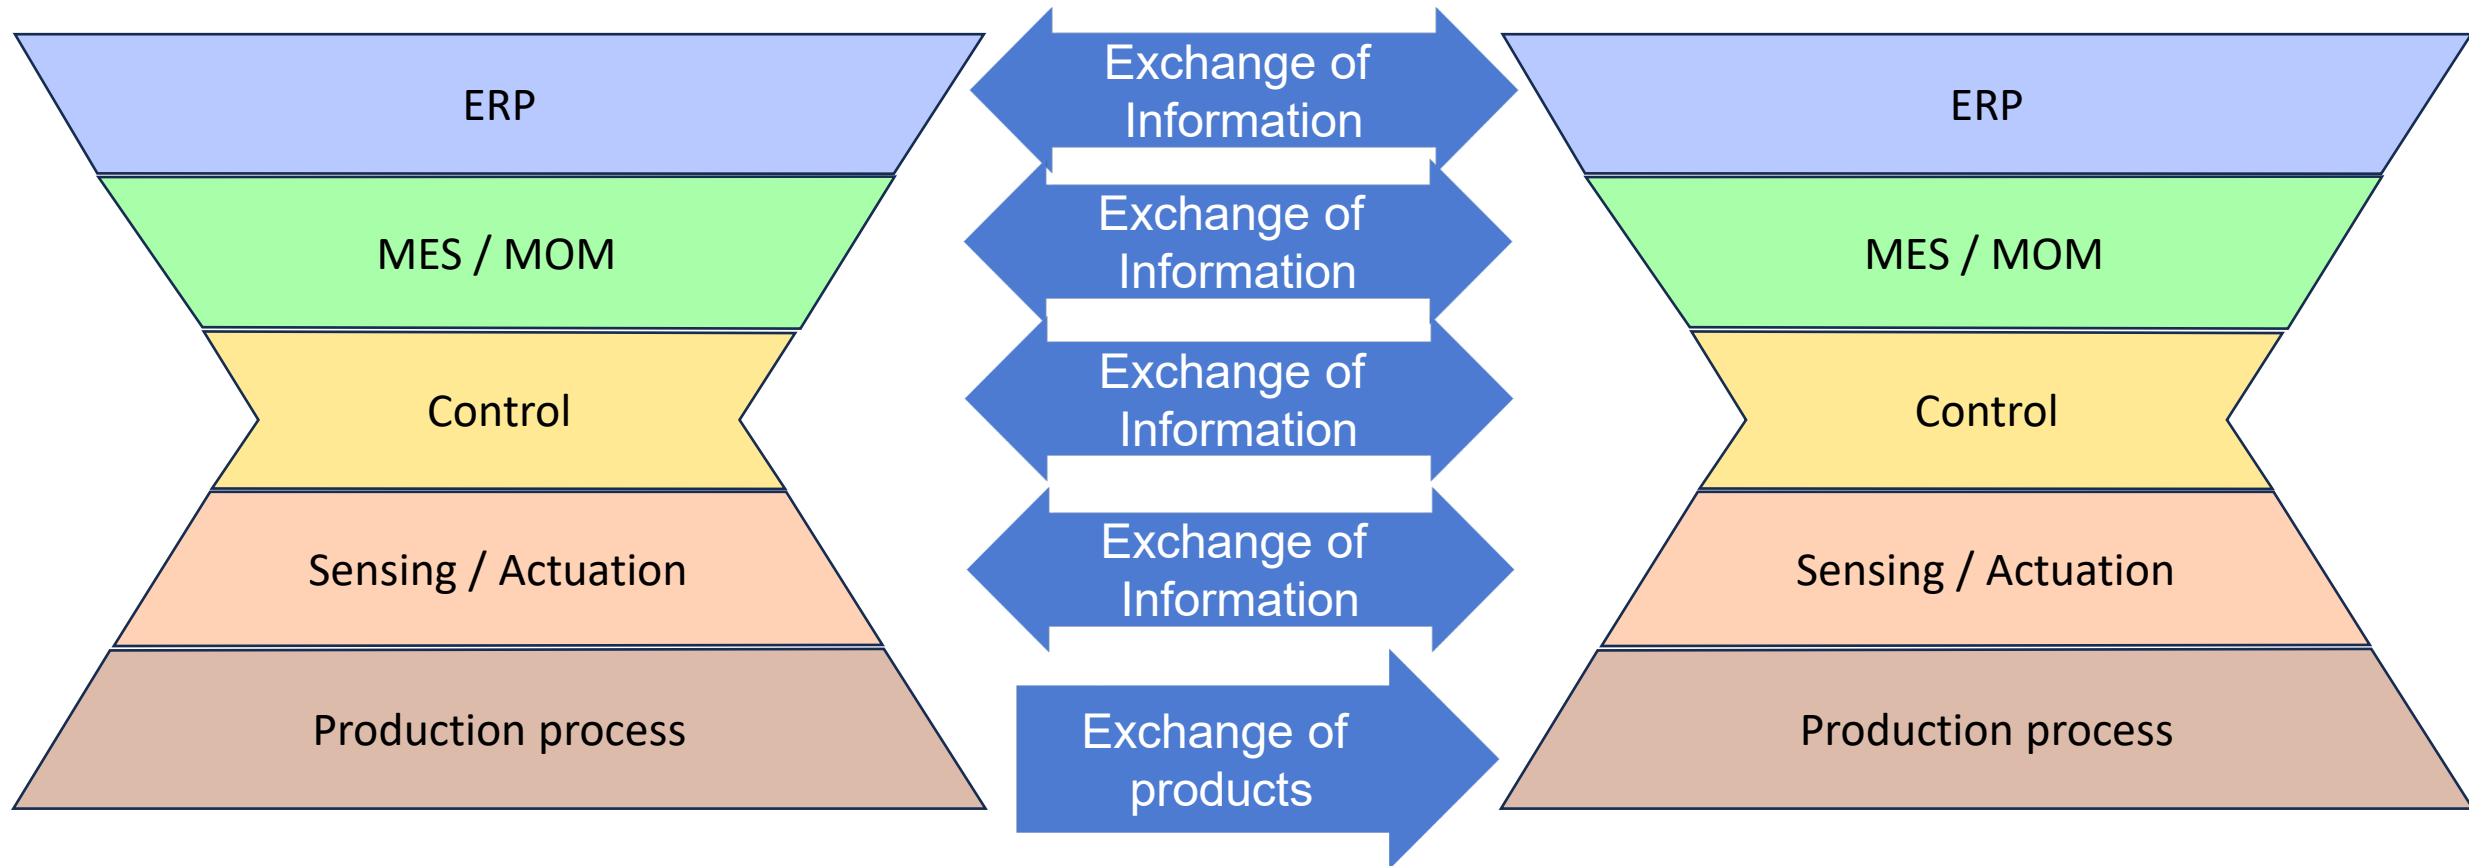 ERP
Exchange of
Information
ERP
MES / MOM
Exchange of
Information
MES / MOM
Control
Exchange of
Information
Control
Sensing / Actuation
Exchange of
Information
Sensing / Actuation
Production process
Exchange of
products
Production process